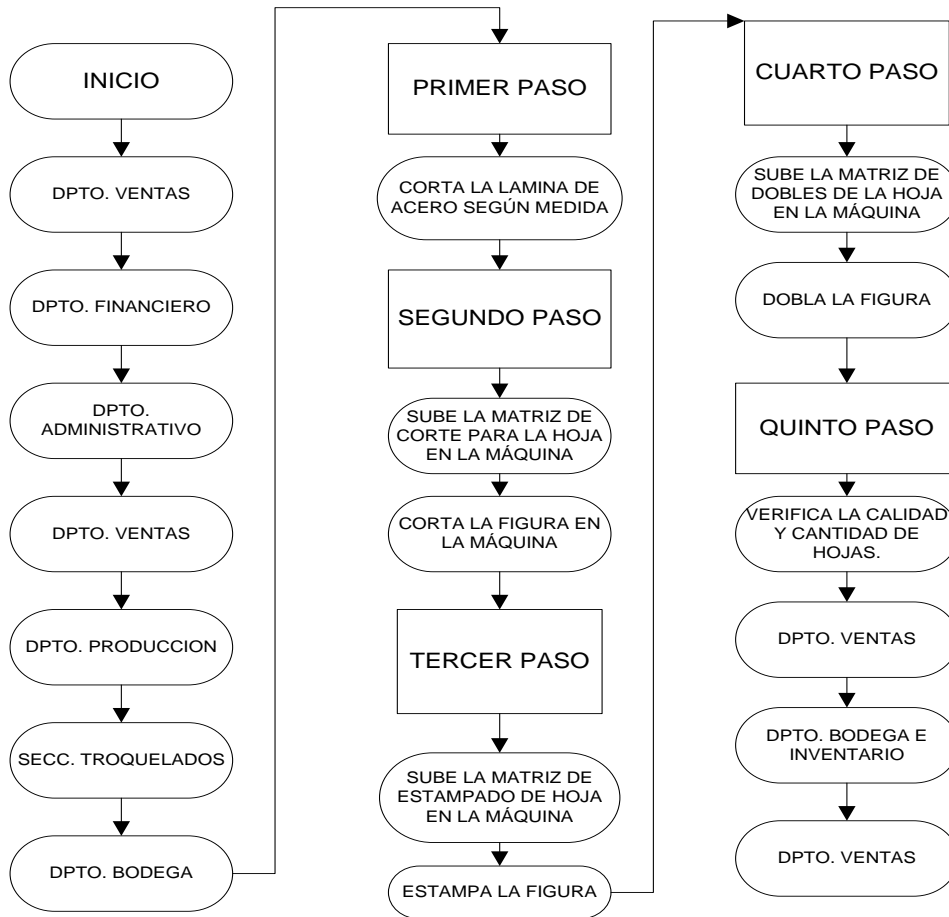 INICIO
DPTO. VENTAS
DPTO. FINANCIERO
DPTO.
ADMINISTRATIVO
DPTO. VENTAS
DPTO. PRODUCCION
SECC. TROQUELADOS
DPTO. BODEGA
PRIMER PASO
CORTA LA LAMINA DE
ACERO SEGÚN MEDIDA
SEGUNDO PASO
SUBE LA MATRIZ DE
CORTE PARA LA HOJA
EN LA MÁQUINA
CORTA LA FIGURA EN
LA MÁQUINA
TERCER PASO
SUBE LA MATRIZ DE
ESTAMPADO DE HOJA
EN LA MÁQUINA
ESTAMPA LA FIGURA
CUARTO PASO
SUBE LA MATRIZ DE
DOBLES DE LA HOJA
EN LA MÁQUINA
DOBLA LA FIGURA
QUINTO PASO
VERIFICA LA CALIDAD
Y CANTIDAD DE
HOJAS.
DPTO. VENTAS
DPTO. BODEGA E
INVENTARIO
DPTO. VENTAS